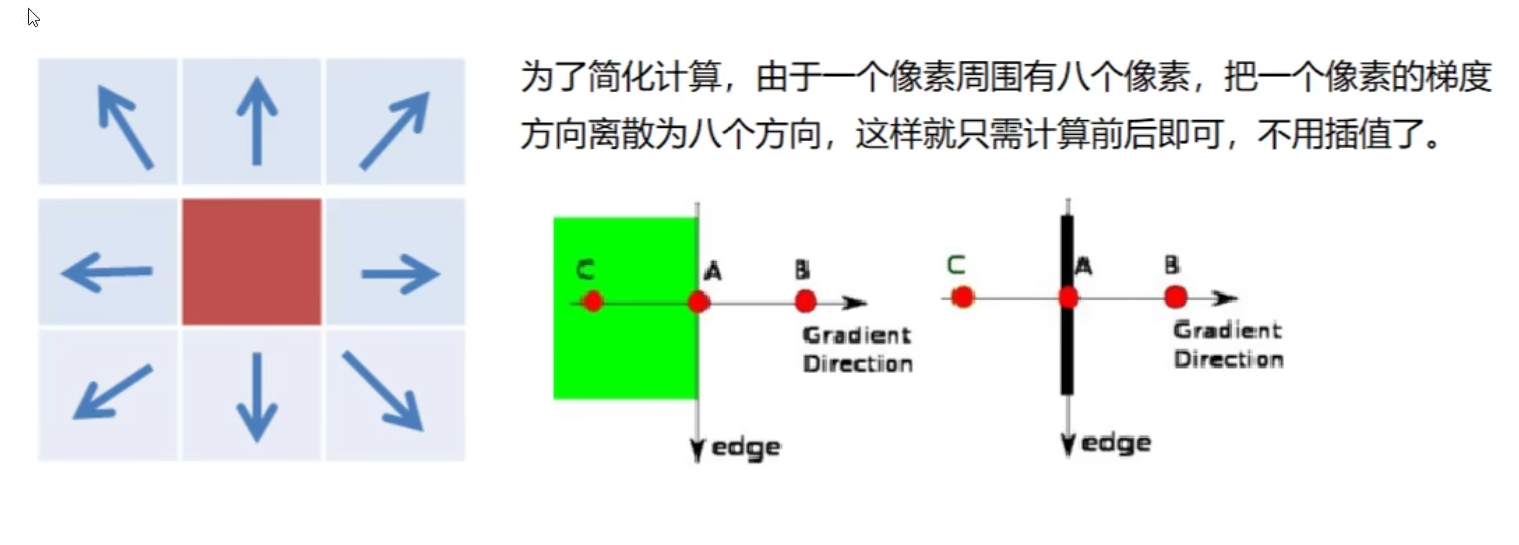 为了简化计算，由于一个像素周围有八个像素，把一个像素的梯度
方向离散为八个方向，这样就只需计算前后即可，不用插值了。
C
A
B
Gradient
Direction
edge
C
A
B
Gradient
Direction
edge